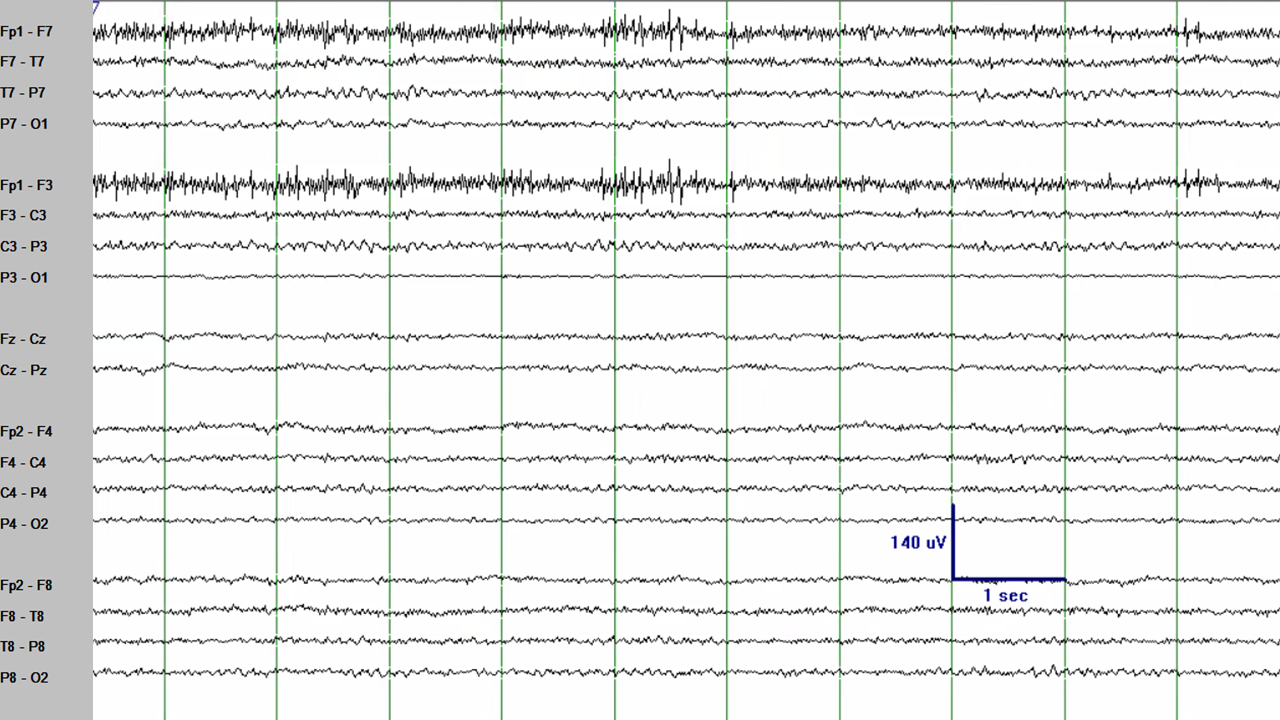 Fp1 - F7
F7 - T7
T7 - P7
P7 - O1
Fp1 - F3
F3 - C3
C3 - P3
P3 - O1
Fz - Cz
Cz - Pz
Fp2 - F4
F4 - C4
C4 - P4
P4 - O2
140 uV
Fp2 - F8
1 sec
F8 - T8
T8 - P8
P8 - O2